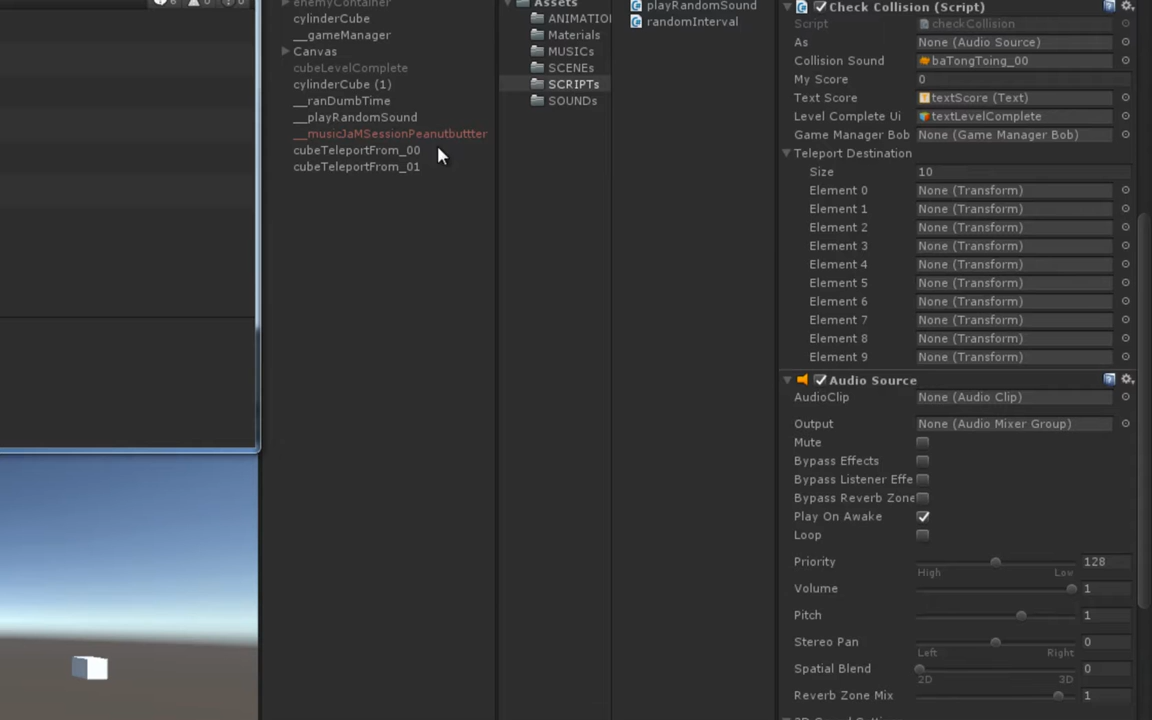 enemyContainer
cylinderCube
__gameManager
Canvas
cubeLevelComplete
cylinderCube (1)
__ranDumbTime
__playRandomSound
__musicJaMSessionPeanutbuttter
cubeTeleportFrom_00
cubeTeleportFrom_01
Assets
ANIMATIO
Materials
MUSICs
SCENEs
SCRIPTs
SOUNDs
playRandomSound
randomInterval
Check Collision (Script)
Script checkCollision
As None (Audio Source)
Collision Sound baTongToing_00
My Score 0
Text Score textScore (Text)
Level Complete Ui textLevelComplete
Game Manager Bob None (Game Manager Bob)
Teleport Destination
Size 10
Element 0 None (Transform)
Element 1 None (Transform)
Element 2 None (Transform)
Element 3 None (Transform)
Element 4 None (Transform)
Element 5 None (Transform)
Element 6 None (Transform)
Element 7 None (Transform)
Element 8 None (Transform)
Element 9 None (Transform)
Audio Source
AudioClip None (Audio Clip)
Output None (Audio Mixer Group)
Mute
Bypass Effects
Bypass Listener Effe
Bypass Reverb Zone
Play On Awake
Loop
Priority 128
High Low
Volume 1
Pitch 1
Stereo Pan 0
Left Right
Spatial Blend 0
2D 3D
Reverb Zone Mix 1